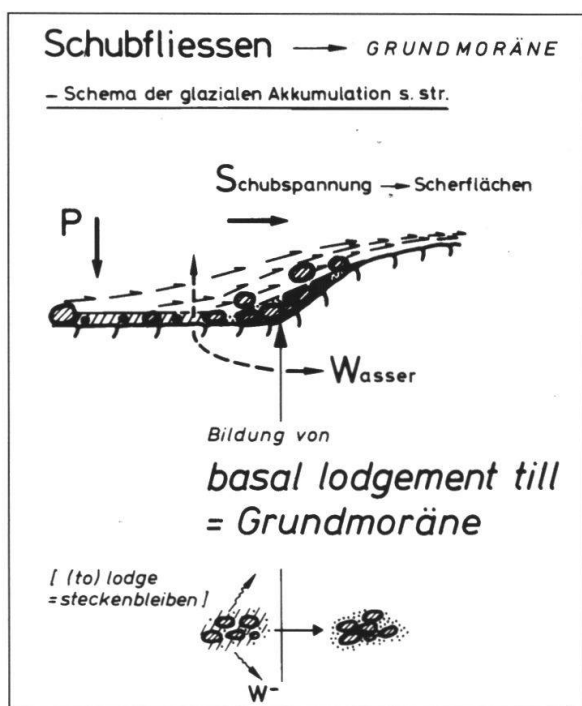 Schubfliessen → GRUNDMORÄNE
– Schema der glazialen Akkumulation s. str.
Schubspannung → Scherflächen
P
Wasser
Bildung von
basal lodgement till
= Grundmoräne
[ (to) lodge
=steckenbleiben ]
W-